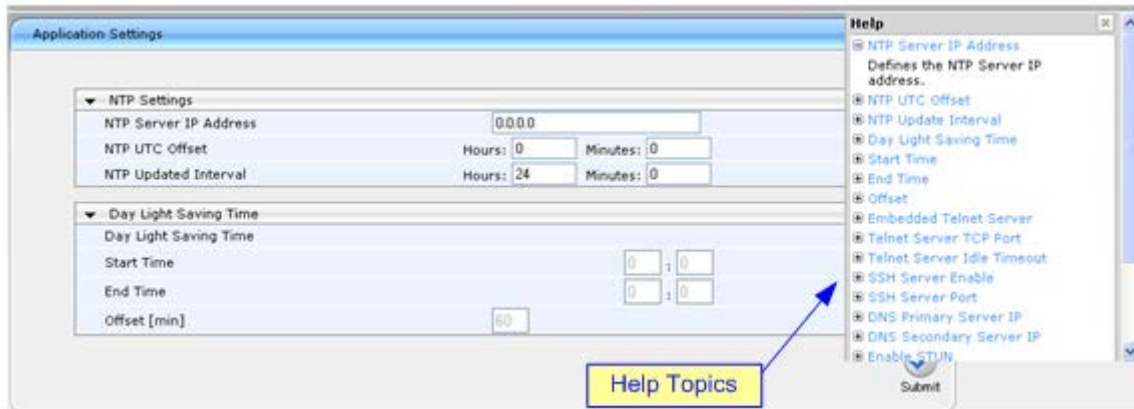 Application Settings
NTP Settings
NTP Server IP Address 0.0.0.0
NTP UTC Offset Hours: 0 Minutes: 0
NTP Updated Interval Hours: 24 Minutes: 0
Day Light Saving Time
Day Light Saving Time
Start Time 0 : 0
End Time 0 : 0
Offset [min] 60
Submit
Help
NTP Server IP Address
Defines the NTP Server IP
address.
NTP UTC Offset
NTP Update Interval
Day Light Saving Time
Start Time
End Time
Offset
Embedded Telnet Server
Telnet Server TCP Port
Telnet Server Idle Timeout
SSH Server Enable
SSH Server Port
DNS Primary Server IP
DNS Secondary Server IP
Enable STUN
Help Topics